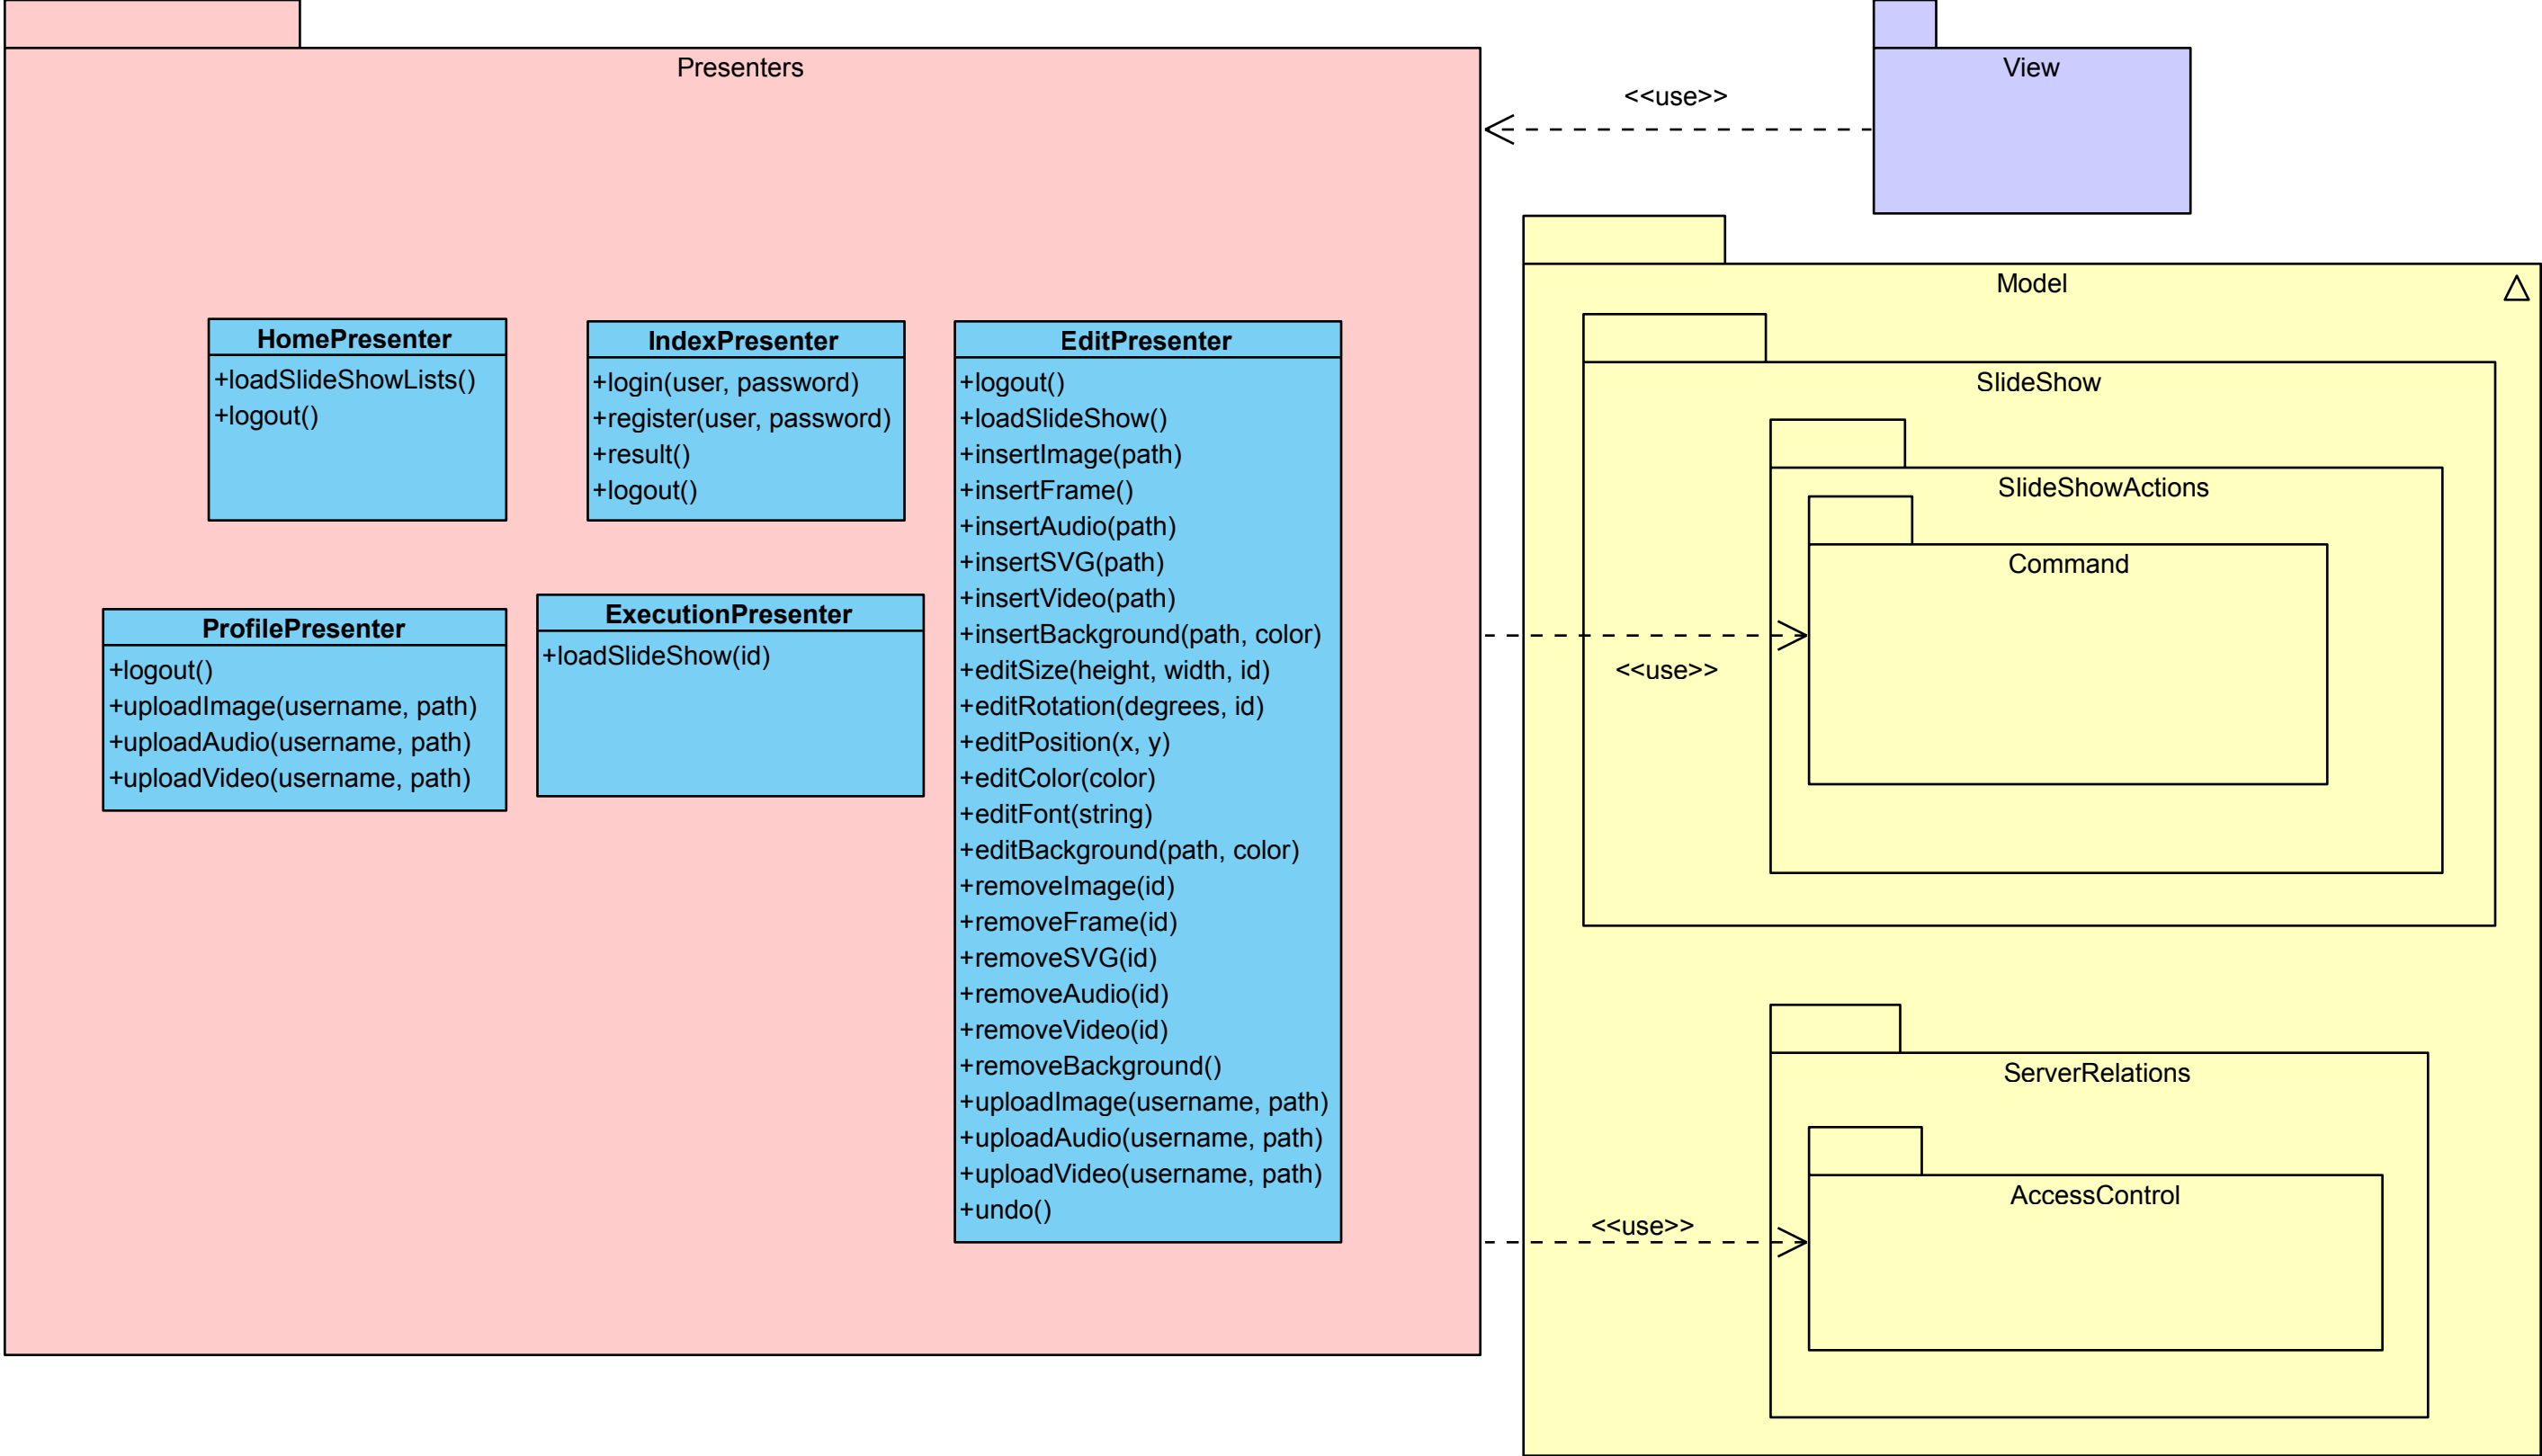 Presenters
HomePresenter
+loadSlideShowLists()
+logout()
IndexPresenter
+login(user, password)
+register(user, password)
+result()
+logout()
EditPresenter
+logout()
+loadSlideShow()
+insertImage(path)
+insertFrame()
+insertAudio(path)
+insertSVG(path)
+insertVideo(path)
+insertBackground(path, color)
+editSize(height, width, id)
+editRotation(degrees, id)
+editPosition(x, y)
+editColor(color)
+editFont(string)
+editBackground(path, color)
+removeImage(id)
+removeFrame(id)
+removeSVG(id)
+removeAudio(id)
+removeVideo(id)
+removeBackground()
+uploadImage(username, path)
+uploadAudio(username, path)
+uploadVideo(username, path)
+undo()
ProfilePresenter
+logout()
+uploadImage(username, path)
+uploadAudio(username, path)
+uploadVideo(username, path)
ExecutionPresenter
+loadSlideShow(id)
<<use>>
View
Model
SlideShow
SlideShowActions
Command
<<use>>
ServerRelations
AccessControl
<<use>>